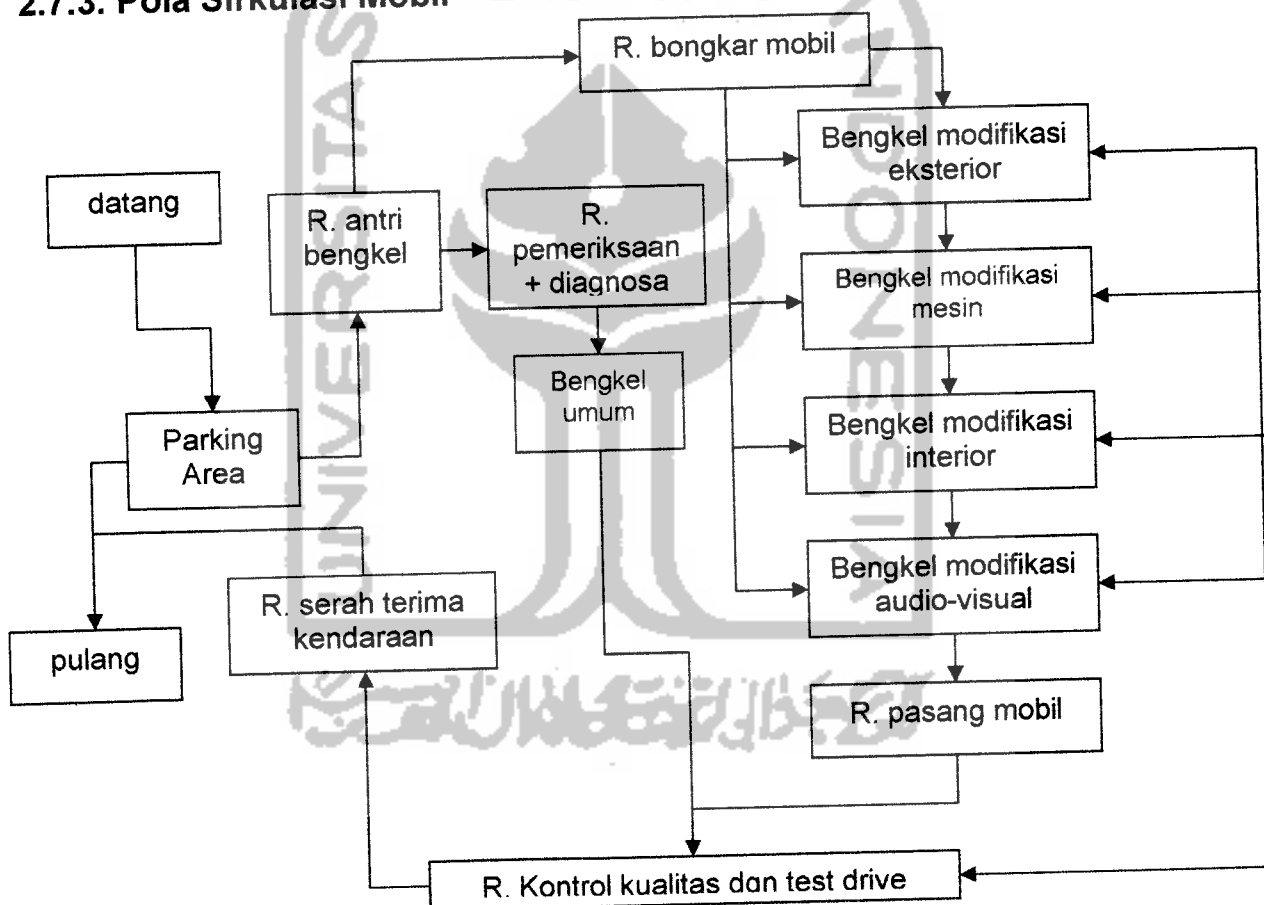 2.7.3. Pola Sirkulasi Mobil
R. bongkar mobil
Bengkel modifikasi
eksterior
datang
R. antri
bengkel
R.
pemeriksaan
+ diagnosa
Bengkel modifikasi
mesin
Bengkel
umum
Parking
Area
Bengkel modifikasi
interior
Bengkel modifikasi
audio-visual
R. serah terima
kendaraan
pulang
R. pasang mobil
R. Kontrol kualitas dan test drive
UNIVERSITAS
INDONESIA